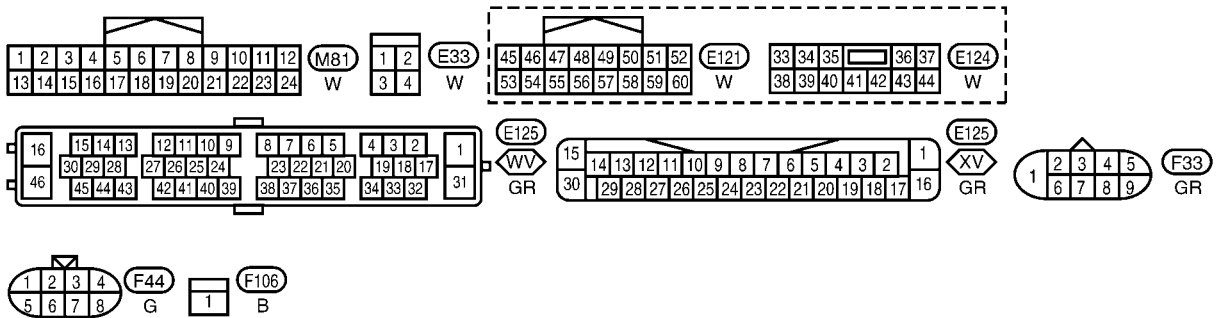 1 2 3 4 5 6 7 8 9 10 11 12 M81
13 14 15 16 17 18 19 20 21 22 23 24 W
1 2 E33
3 4 W
45 46 47 48 49 50 51 52 E121
53 54 55 56 57 58 59 60 W
33 34 35 36 37 E124
38 39 40 41 42 43 44 W
16 15 14 13 12 11 10 9 8 7 6 5 4 3 2 1 E125
30 29 28 27 26 25 24 23 22 21 20 19 18 17 WV
46 45 44 43 42 41 40 39 38 37 36 35 34 33 32 31 GR
15 14 13 12 11 10 9 8 7 6 5 4 3 2 1 E125
XV
30 29 28 27 26 25 24 23 22 21 20 19 18 17 16 GR
1 2 3 4 5 F33
6 7 8 9 GR
1 2 3 4 F44
5 6 7 8 G
1 F106
B